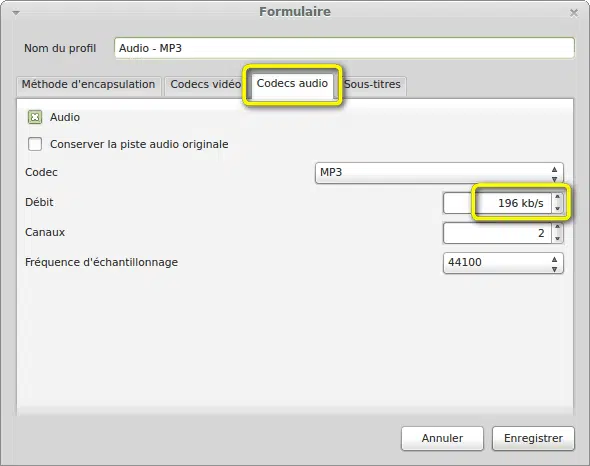 Formulaire
Nom du profil Audio - MP3
Méthode d'encapsulation Codecs vidéo Codecs audio Sous-titres
Audio
Conserver la piste audio originale
Codec MP3
Débit 196 kb/s
Canaux 2
Fréquence d'échantillonnage 44100
Annuler Enregistrer